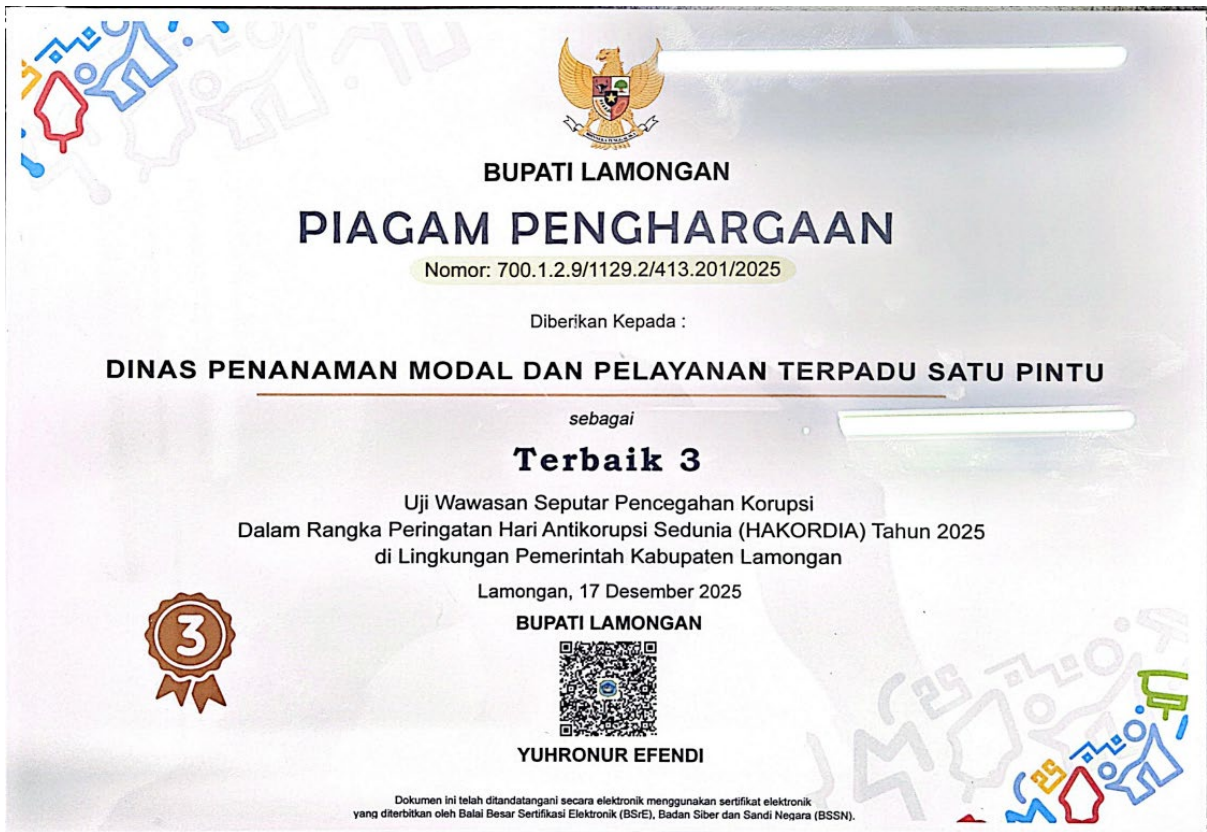 BUPATI LAMONGAN
PIAGAM PENGHARGAAN
Nomor: 700.1.2.9/1129.2/413.201/2025
Diberikan Kepada :
DINAS PENANAMAN MODAL DAN PELAYANAN TERPADU SATU PINTU
sebagai
Terbaik 3
Uji Wawasan Seputar Pencegahan Korupsi
Dalam Rangka Peringatan Hari Antikorupsi Sedunia (HAKORDIA) Tahun 2025
di Lingkungan Pemerintah Kabupaten Lamongan
Lamongan, 17 Desember 2025
3
BUPATI LAMONGAN
YUHRONUR EFENDI
Dokumen ini telah ditandatangani secara elektronik menggunakan sertifikat elektronik
yang diterbitkan oleh Balai Besar Sertifikasi Elektronik (BSrE), Badan Siber dan Sandi Negara (BSSN).